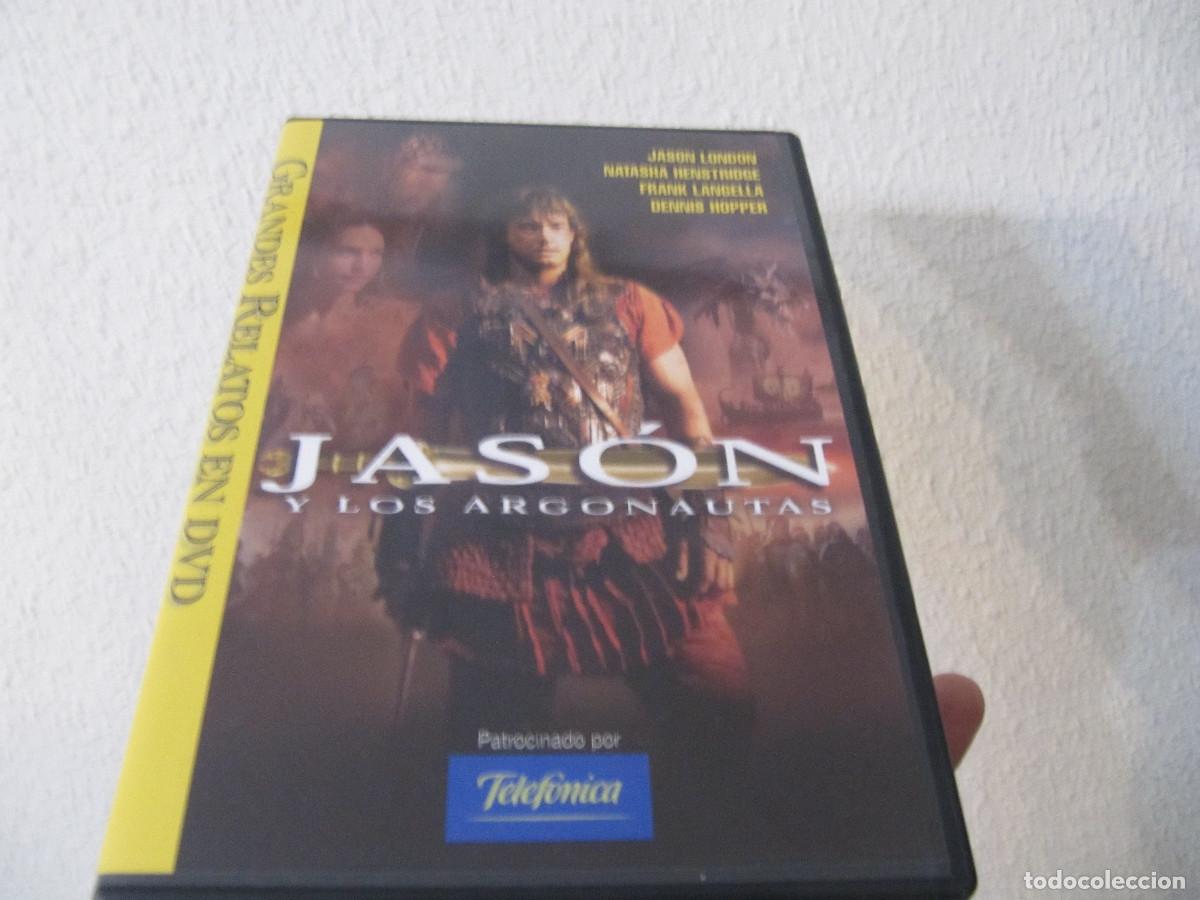 GRANDES RELATOS EN DVD
JASON LONDON
NATASHA HENSTRIDGE
FRANK LANGELLA
DENNIS HOPPER
JASÓN
Y LOS ARGONAUTAS
Patrocinado por
Telefónica
todocoleccion